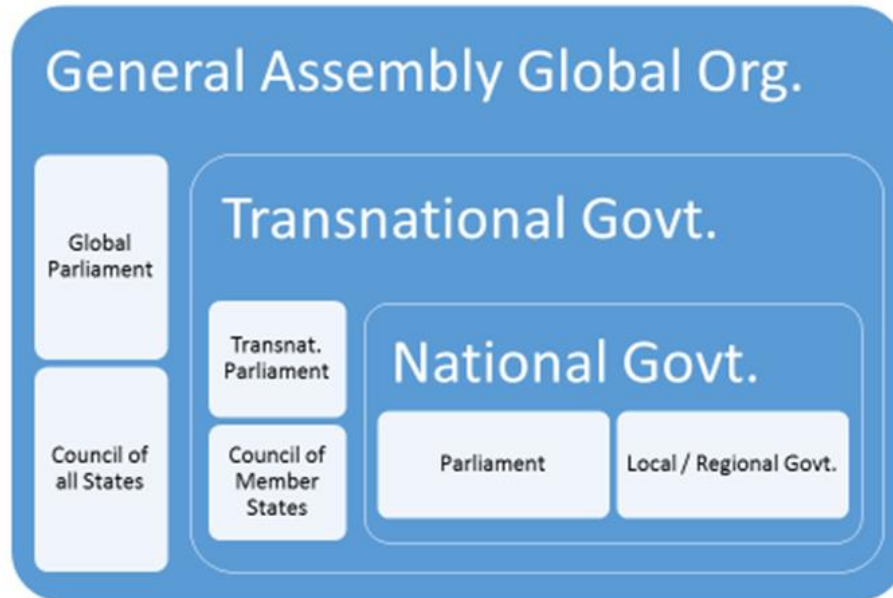 General Assembly Global Org.
Global
Parliament
Council of
all States
Transnational Govt.
Transnat.
Parliament
Council of
Member
States
National Govt.
Parliament
Local / Regional Govt.